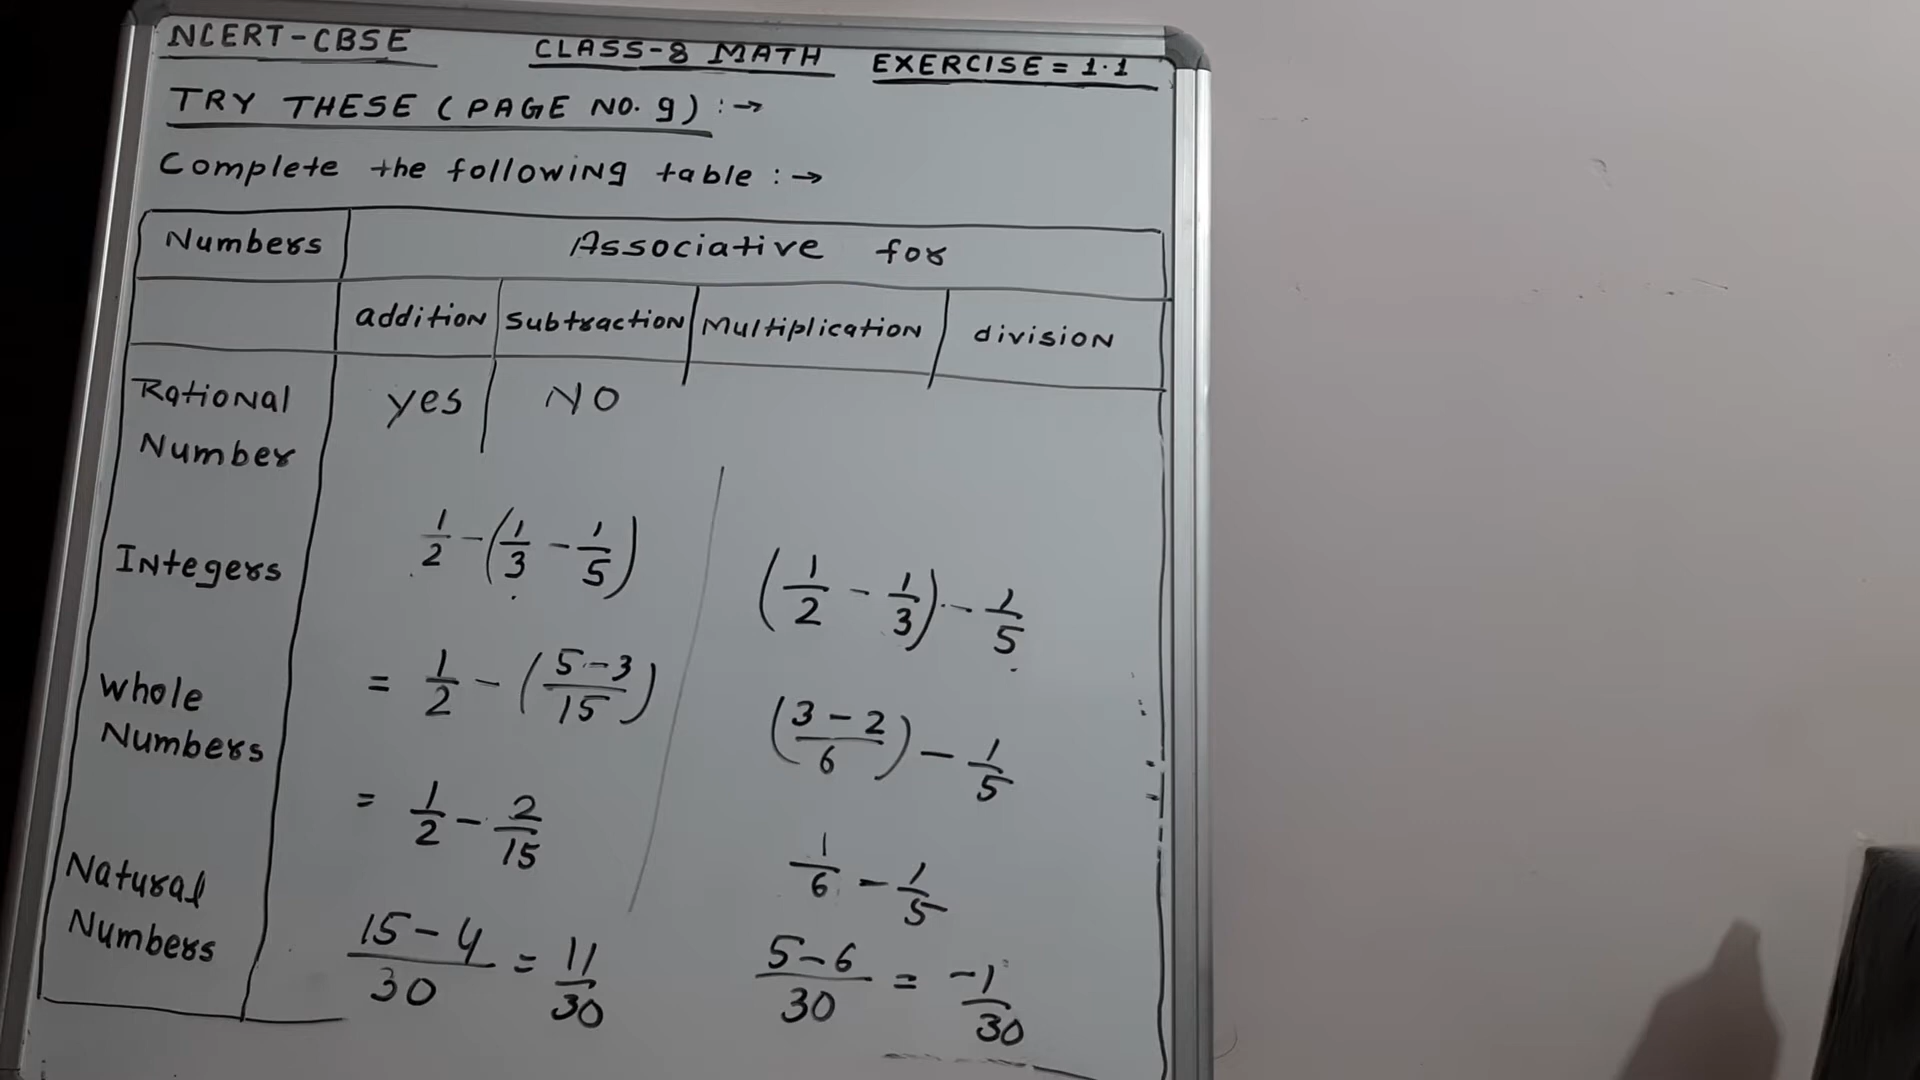 NCERT-CBSE CLASS-8 MATH EXERCISE = 1.1
TRY THESE (PAGE NO. 9) :→
Complete the following table :→
Numbers Associative for
addition Subtraction Multiplication division
Rational Number yes NO
Integers
Whole Numbers
Natural Numbers
1/2 - (1/3 - 1/5)
= 1/2 - (5-3/15)
= 1/2 - 2/15
15-4/30 = 11/30
(1/2 - 1/3) - 1/5
(3-2/6) - 1/5
1/6 - 1/5
5-6/30 = -1/30